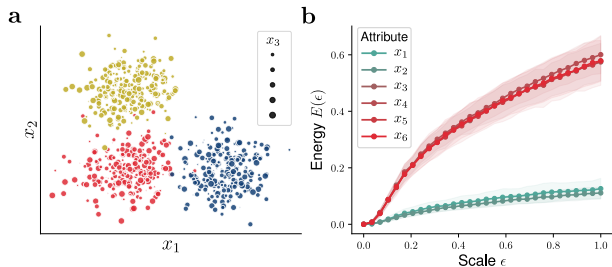 a
x₃
x₂
x₁
b
Attribute
x₁
x₂
x₃
x₄
x₅
x₆
Energy E(ϵ)
0.6
0.4
0.2
0.0
0.0 0.2 0.4 0.6 0.8 1.0
Scale ϵ